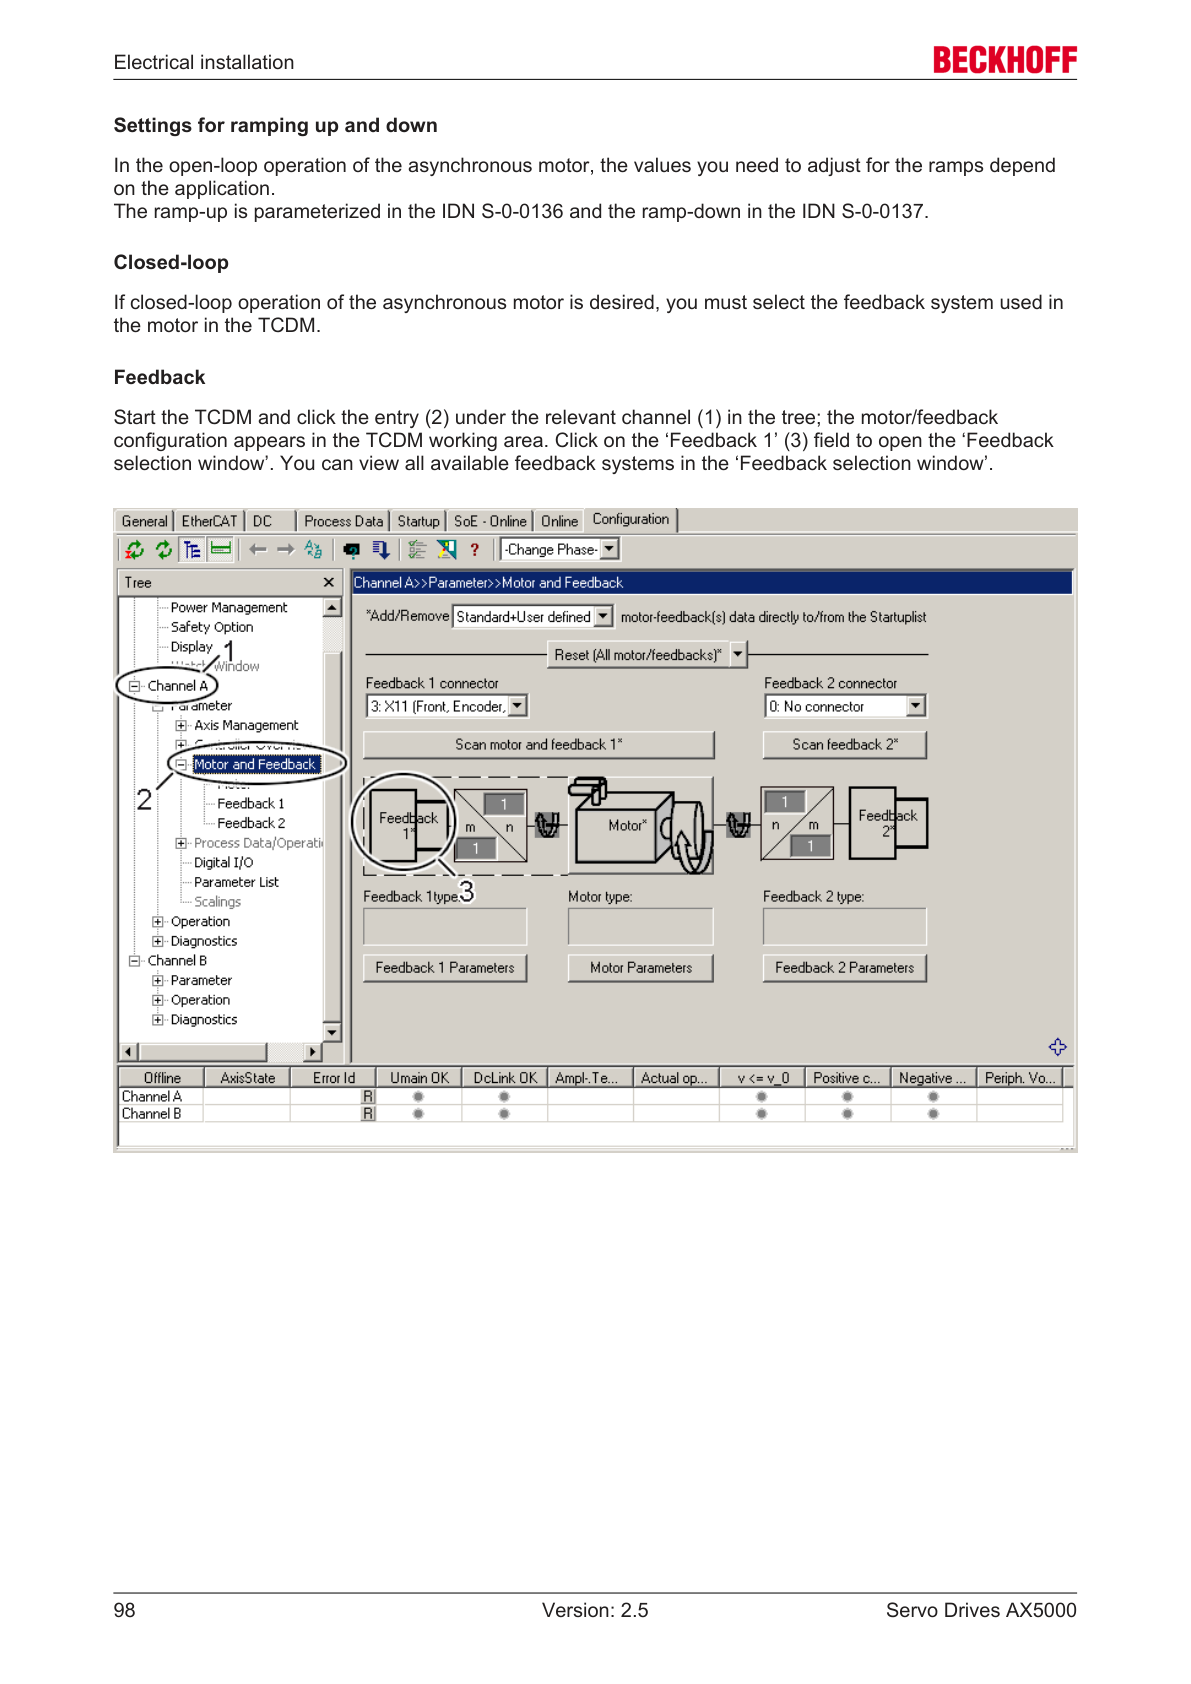 Electrical installation
BECKHOFF
Settings for ramping up and down
In the open-loop operation of the asynchronous motor, the values you need to adjust for the ramps depend
on the application.
The ramp-up is parameterized in the IDN S-0-0136 and the ramp-down in the IDN S-0-0137.
Closed-loop
If closed-loop operation of the asynchronous motor is desired, you must select the feedback system used in
the motor in the TCDM.
Feedback
Start the TCDM and click the entry (2) under the relevant channel (1) in the tree; the motor/feedback
configuration appears in the TCDM working area. Click on the ‘Feedback 1’ (3) field to open the ‘Feedback
selection window’. You can view all available feedback systems in the ‘Feedback selection window’.
General EtherCAT DC Process Data Startup SoE - Online Online Configuration
-Change Phase-
Tree
Power Management
Safety Option
Display
1
Window
Channel A
Parameter
Axis Management
Motor and Feedback
2
Feedback 1
Feedback 2
Process Data/Operati
Digital I/O
Parameter List
Scalings
Operation
Diagnostics
Channel B
Parameter
Operation
Diagnostics
Channel A>>Parameter>>Motor and Feedback
*Add/Remove Standard+User defined motor-feedback(s) data directly to/from the Startuplist
Reset (All motor/feedbacks)*
Feedback 1 connector Feedback 2 connector
3: X11 (Front, Encoder, 0: No connector
Scan motor and feedback 1* Scan feedback 2*
Feedback 1* 1 m n 1 Motor* 1 n m 1 Feedback 2*
3
Feedback 1type: Motor type: Feedback 2 type:
Feedback 1 Parameters Motor Parameters Feedback 2 Parameters
Offline AxisState Error Id Umain OK DcLink OK Ampl-.Te... Actual op... v <= v_0 Positive c... Negative ... Periph. Vo...
Channel A R
Channel B R
98 Version: 2.5 Servo Drives AX5000